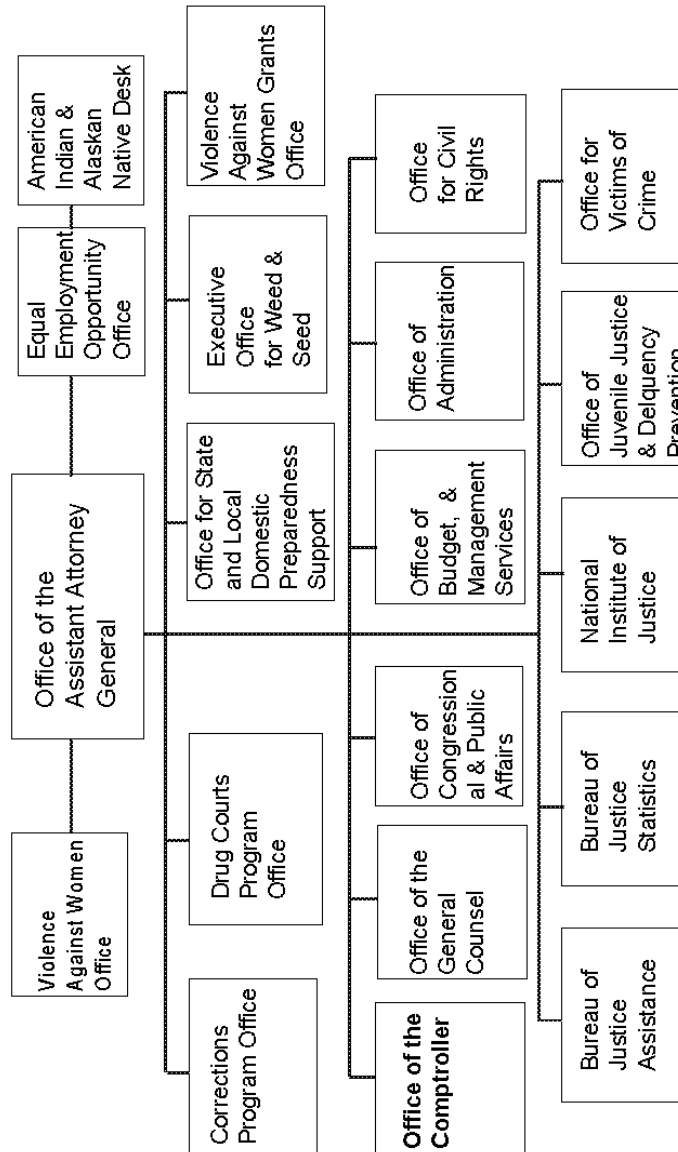 Violence
Against Women
Office
Office of the
Assistant Attorney
General
Equal
Employment
Opportunity
Office
American
Indian &
Alaskan
Native Desk
Corrections
Program Office
Drug Courts
Program
Office
Office for State
and Local
Domestic
Preparedness
Support
Executive
Office
for Weed &
Seed
Violence
Against
Women Grants
Office
Office of the
Comptroller
Office of the
General
Counsel
Office of
Congression
al & Public
Affairs
Office of
Budget, &
Management
Services
Office of
Administration
Office
for Civil
Rights
Bureau of
Justice
Assistance
Bureau of
Justice
Statistics
National
Institute of
Justice
Office of
Juvenile Justice
& Delquency
Prevention
Office for
Victims of
Crime